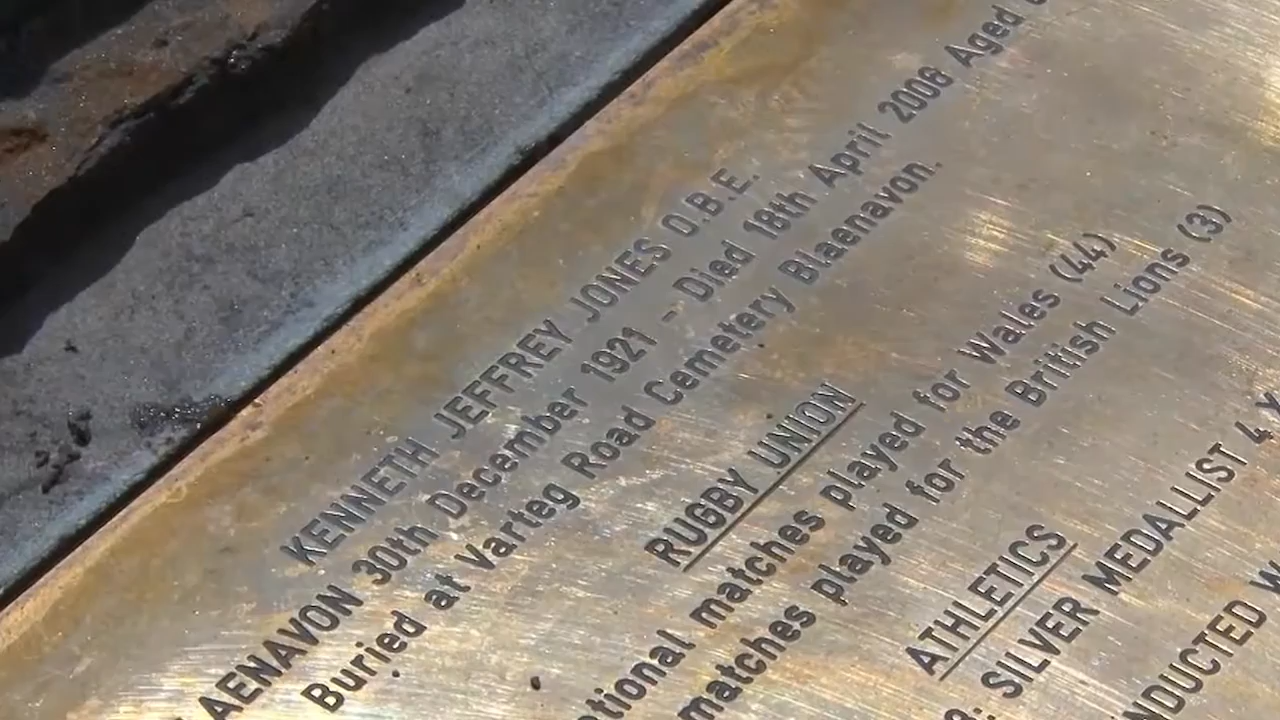 KENNETH JEFFREY JONES O.B.E.
AENAVON 30th December 1921 - Died 18th April 2006 Aged
Buried at Varteg Road Cemetery Blaenavon.
RUGBY UNION
ational matches played for Wales (44)
matches played for the British Lions (3)
ATHLETICS
SILVER MEDALLIST 4 X
NDUCTED